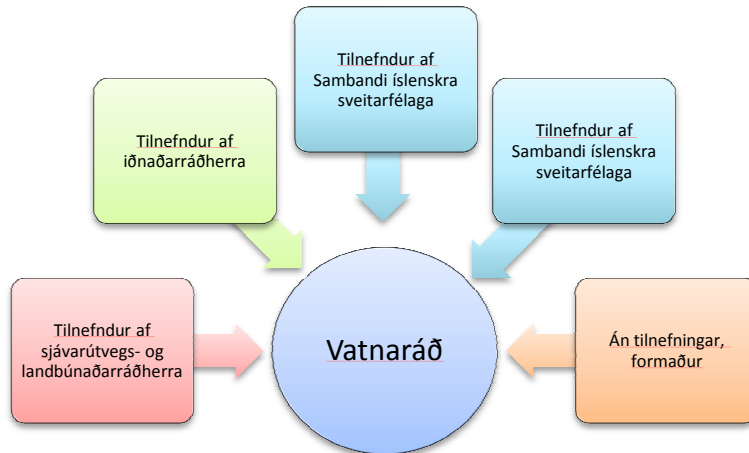 Tilnefndur af
Sambandi íslenskra
sveitarfélaga
Tilnefndur af
iðnaðarráðherra
Tilnefndur af
Sambandi íslenskra
sveitarfélaga
Tilnefndur af
sjávarútvegs- og
landbúnaðarráðherra
Vatnaráð
Án tilnefningar,
formaður